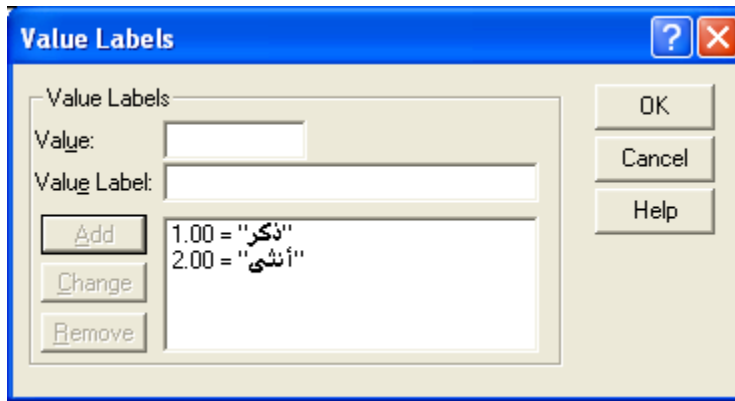 Value Labels
Value Labels
Value:
Value Label:
Add
1.00 = "ذكر"
2.00 = "أنثى"
Change
Remove
OK
Cancel
Help